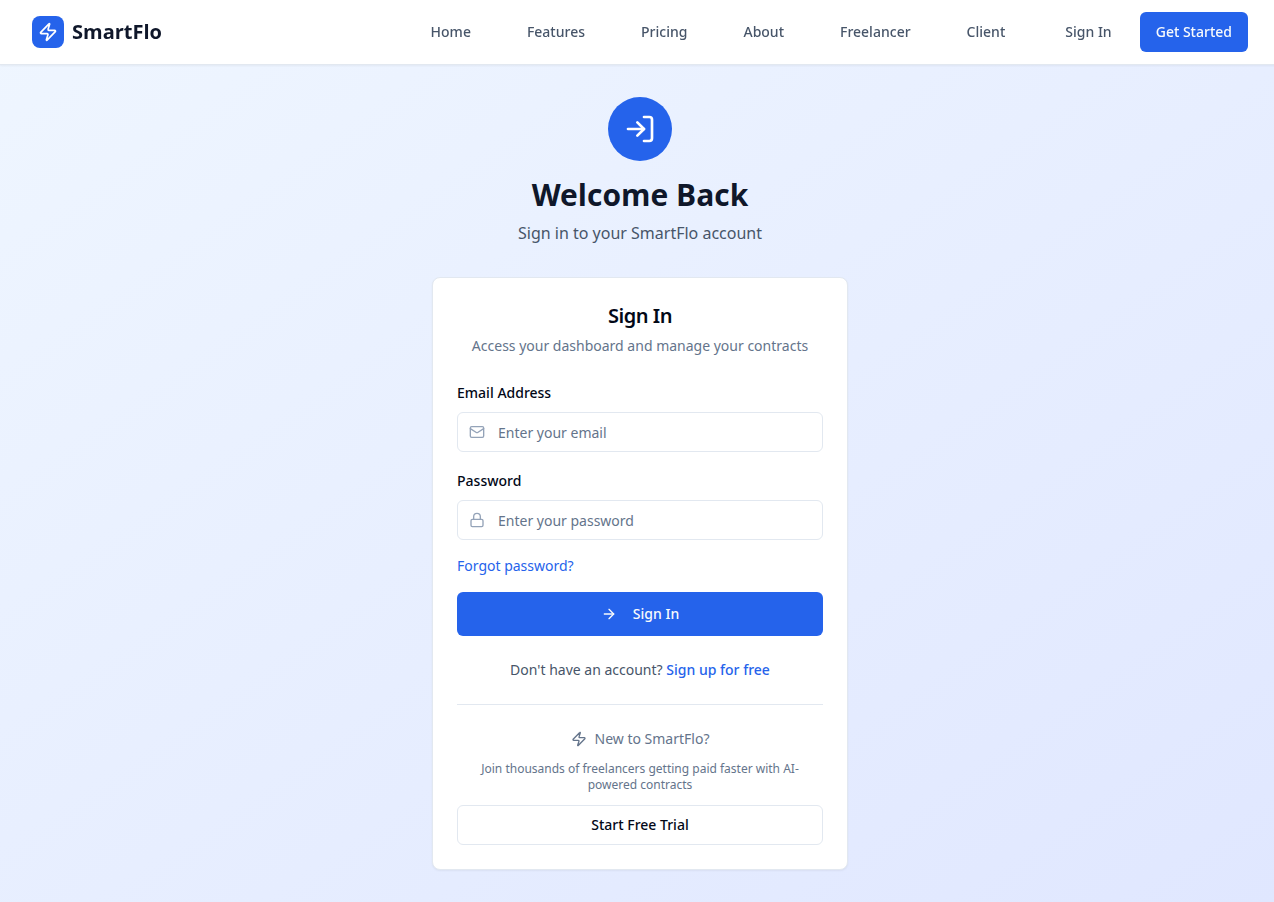 SmartFlo
Home Features Pricing About Freelancer Client Sign In Get Started
Welcome Back
Sign in to your SmartFlo account
Sign In
Access your dashboard and manage your contracts
Email Address
Enter your email
Password
Enter your password
Forgot password?
Sign In
Don't have an account? Sign up for free
New to SmartFlo?
Join thousands of freelancers getting paid faster with AI-
powered contracts
Start Free Trial